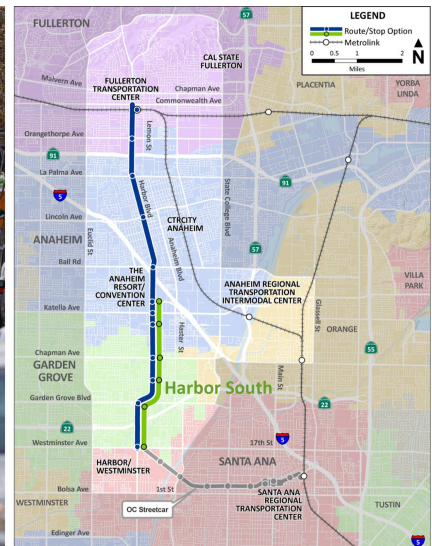 LEGEND
Route/Stop Option
Metrolink
0 .5 1 2
Miles
N
FULLERTON
57
CAL STATE
FULLERTON
Malvern Ave
FULLERTON
TRANSPORTATION
CENTER
Chapman Ave
Commonwealth Ave
PLACENTIA
YORBA
LINDA
Orangethorpe Ave
Lemon St
91
La Palma Ave
5
91
Harbor Blvd
State College Blvd
Lincoln Ave
Euclid St
CTRCITY
ANAHEIM
ANAHEIM
Anaheim Blvd
57
Ball Rd
THE
ANAHEIM
RESORT/
CONVENTION
CENTER
ANAHEIM REGIONAL
TRANSPORTATION
INTERMODAL CENTER
VILLA
PARK
Katella Ave
Haster St
Glassell St
ORANGE
55
Chapman Ave
GARDEN
GROVE
Main St
Harbor South
Garden Grove Blvd
22
22
Westminster Ave
17th St
5
HARBOR/
WESTMINSTER
SANTA ANA
Bolsa Ave
1st St
WESTMINSTER
OC Streetcar
SANTA ANA
REGIONAL
TRANSPORTATION
CENTER
TUSTIN
Edinger Ave
5